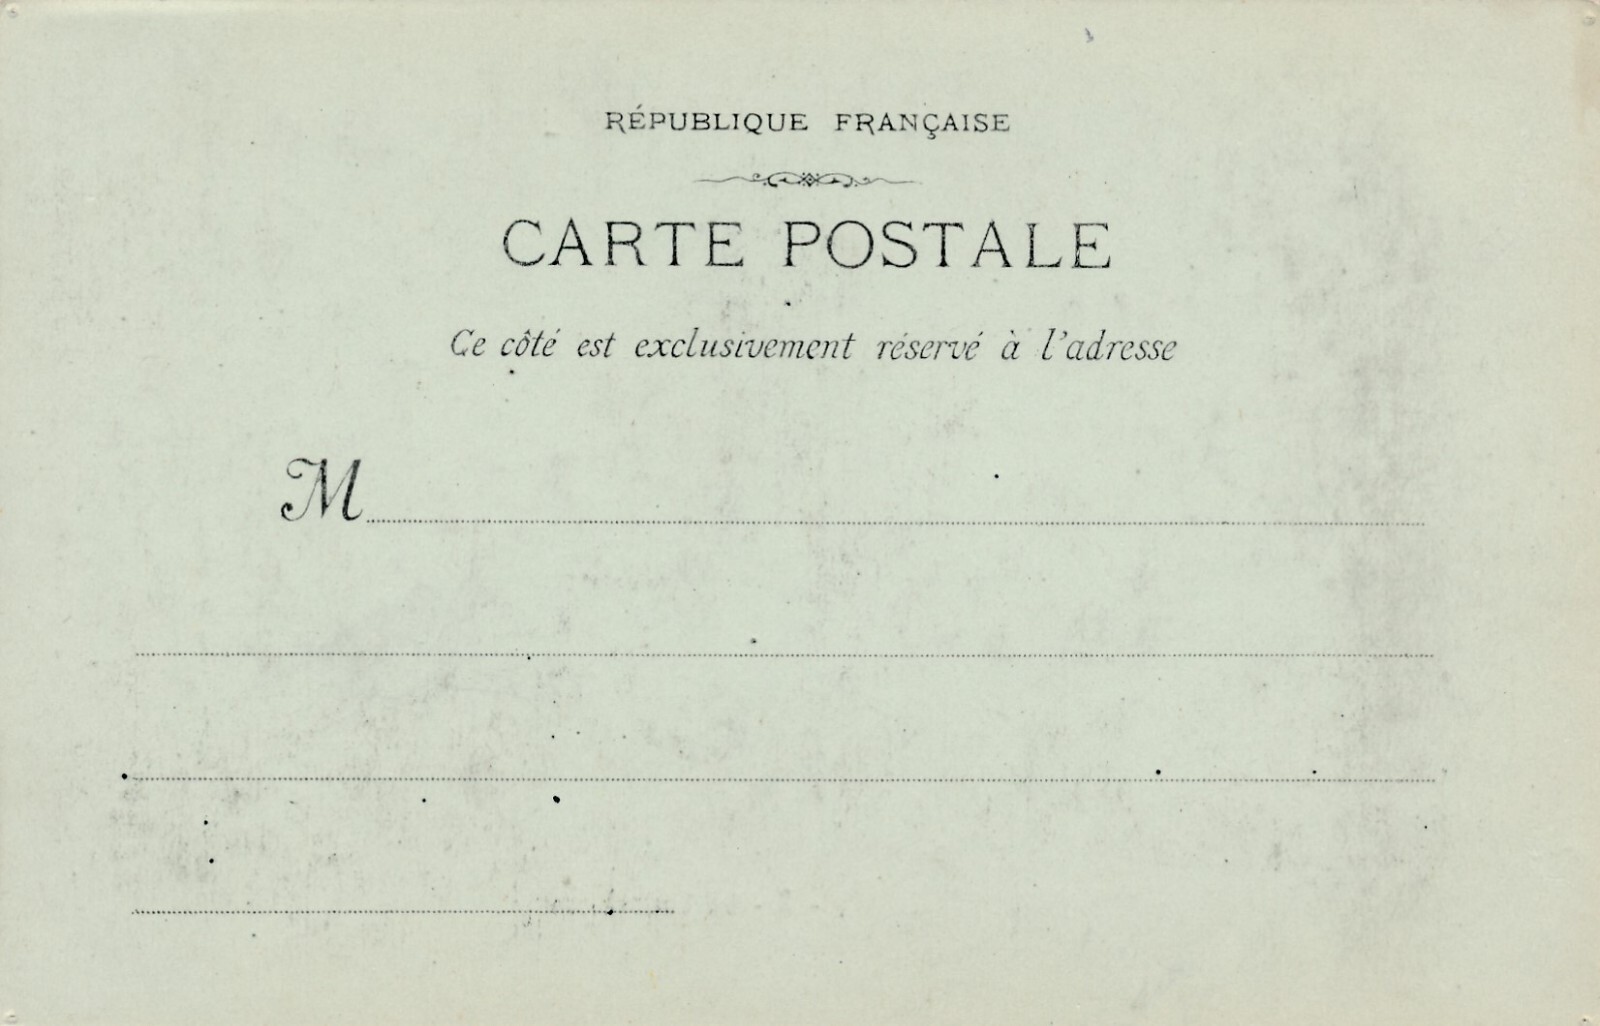 RÉPUBLIQUE FRANÇAISE
CARTE POSTALE
Ce côté est exclusivement réservé à l'adresse
M